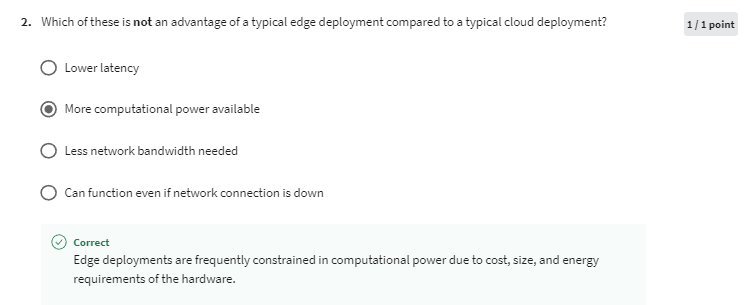 2. Which of these is not an advantage of a typical edge deployment compared to a typical cloud deployment?
1 / 1 point
Lower latency
More computational power available
Less network bandwidth needed
Can function even if network connection is down
Correct
Edge deployments are frequently constrained in computational power due to cost, size, and energy
requirements of the hardware.